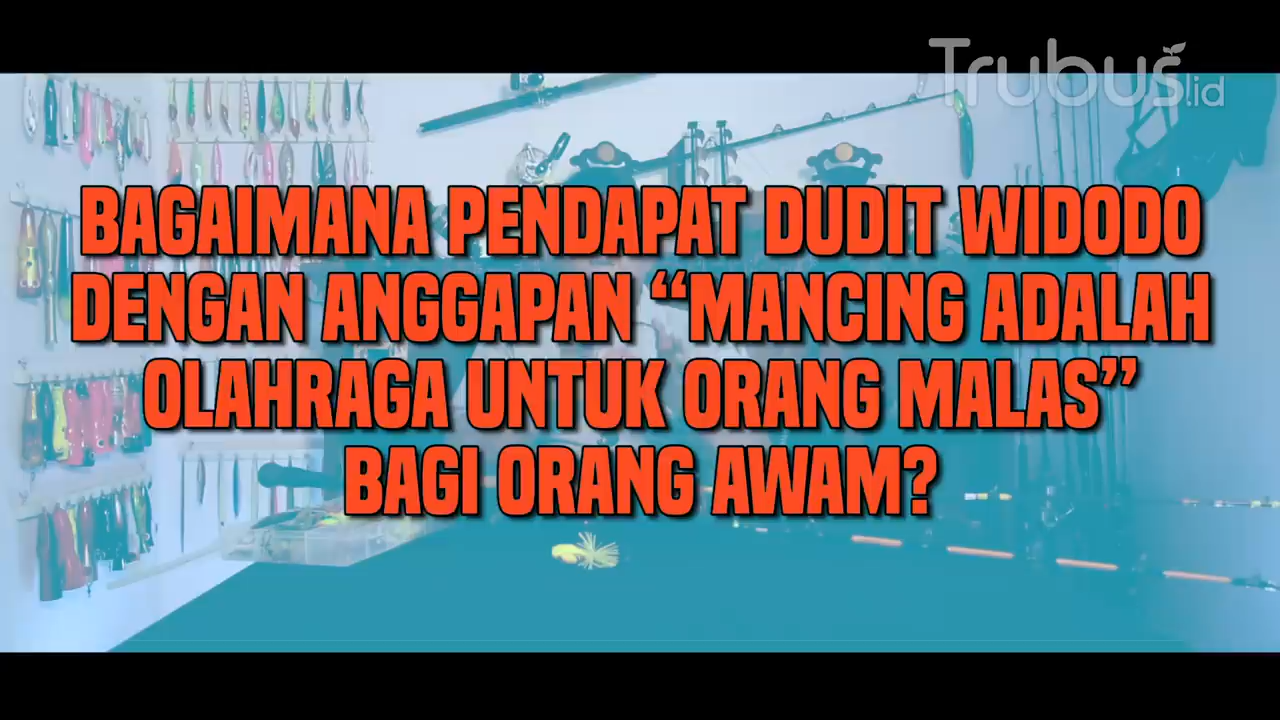 Trubus.id
BAGAIMANA PENDAPAT DUDIT WIDODO
DENGAN ANGGAPAN “MANCING ADALAH
OLAHRAGA UNTUK ORANG MALAS”
BAGI ORANG AWAM?